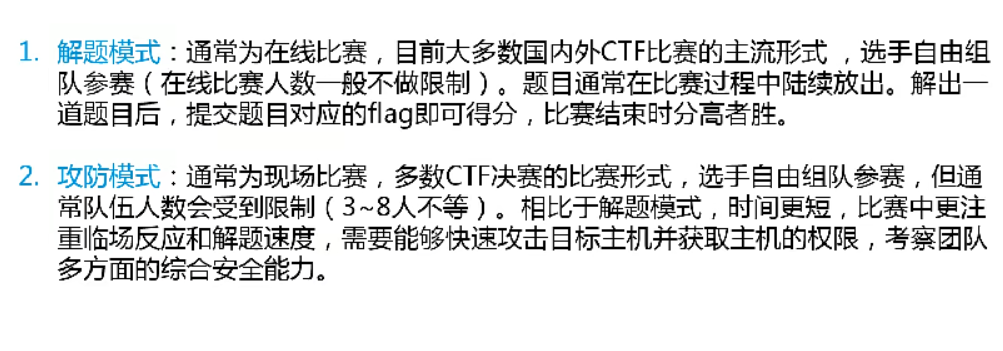 1. 解题模式：通常为在线比赛，目前大多数国内外CTF比赛的主流形式 ，选手自由组
队参赛（在线比赛人数一般不做限制）。题目通常在比赛过程中陆续放出。解出一
道题目后，提交题目对应的flag即可得分，比赛结束时分高者胜。
2. 攻防模式：通常为现场比赛，多数CTF决赛的比赛形式，选手自由组队参赛，但通
常队伍人数会受到限制（3~8人不等）。相比于解题模式，时间更短，比赛中更注
重临场反应和解题速度，需要能够快速攻击目标主机并获取主机的权限，考察团队
多方面的综合安全能力。